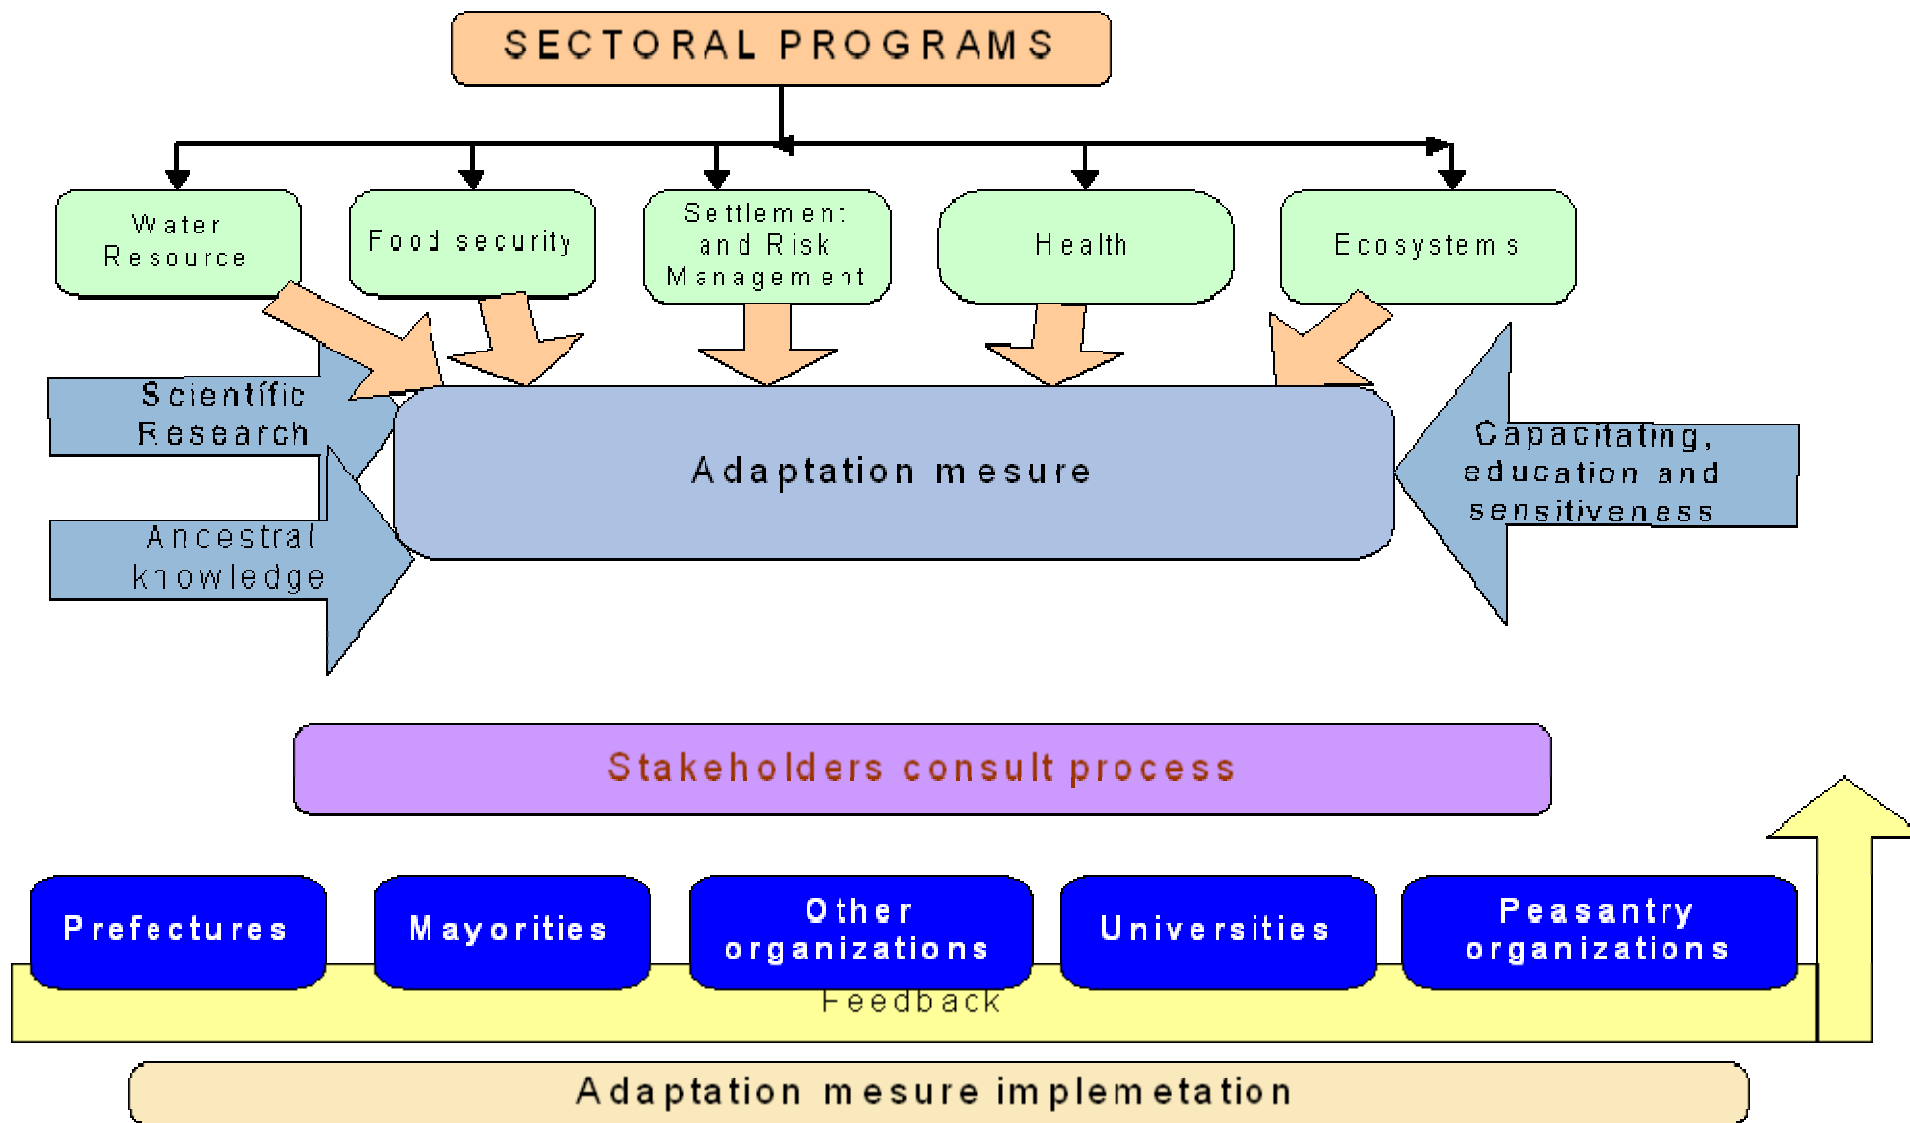 SECTORAL PROGRAMS
Water
Resource
Food security
Settlement
and Risk
Management
Health
Ecosystems
Scientífic
Research
Ancestral
knowledge
Adaptation mesure
Capacitating,
education and
sensitiveness
Stakeholders consult process
Prefectures
Mayorities
Other
organizations
Universities
Peasantry
organizations
Feedback
Adaptation mesure implemetation